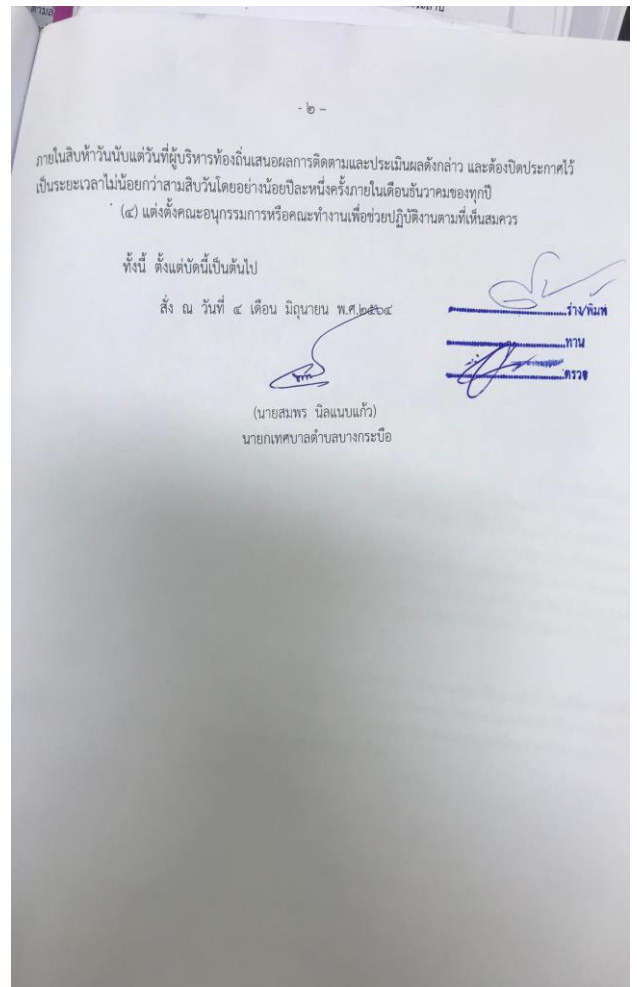 - ๒ –
ภายในสิบห้าวันนับแต่วันที่ผู้บริหารท้องถิ่นเสนอผลการติดตามและประเมินผลดังกล่าว และต้องปิดประกาศไว้
เป็นระยะเวลาไม่น้อยกว่าสามสิบวันโดยอย่างน้อยปีละหนึ่งครั้งภายในเดือนธันวาคมของทุกปี
(๔) แต่งตั้งคณะอนุกรรมการหรือคณะทำงานเพื่อช่วยปฏิบัติงานตามที่เห็นสมควร
ทั้งนี้ ตั้งแต่บัดนี้เป็นต้นไป
สั่ง ณ วันที่ ๔ เดือน มิถุนายน พ.ศ.๒๕๖๔
ร่าง/พิมพ์
ทาน
ตรวจ
(นายสมพร นิลแนบแก้ว)
นายกเทศบาลตำบลบางกระบือ